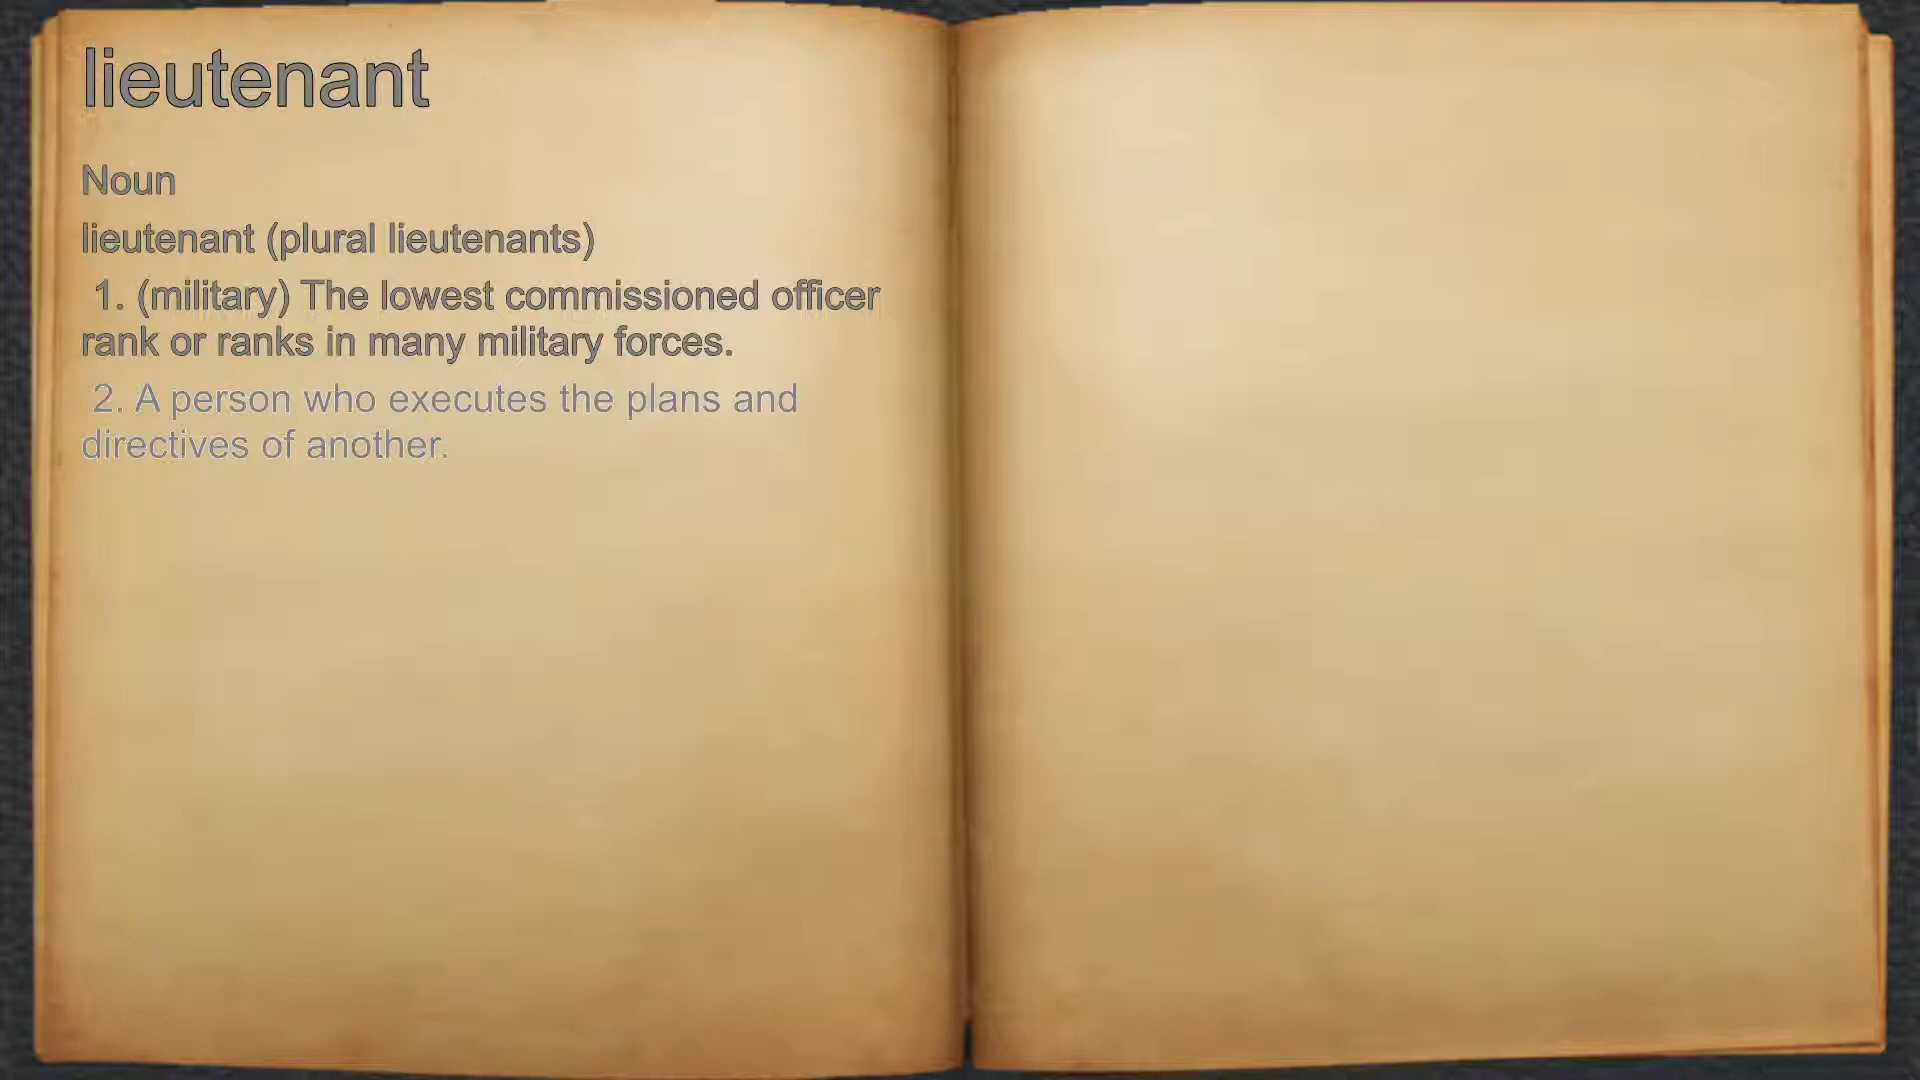 lieutenant
Noun
lieutenant (plural lieutenants)
1. (military) The lowest commissioned officer
rank or ranks in many military forces.
2. A person who executes the plans and
directives of another.